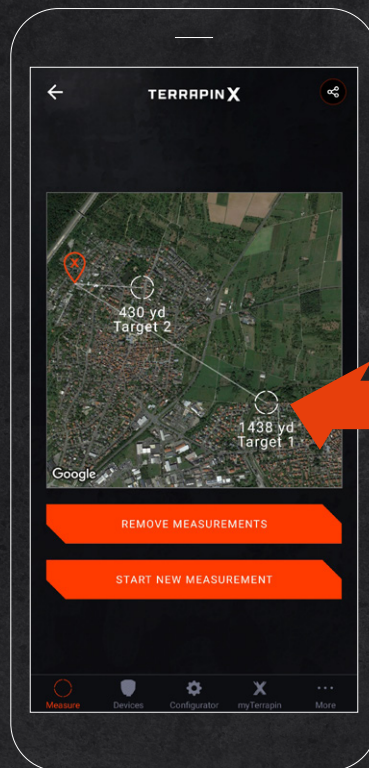 TERRAPIN X
X
430 yd
Target 2
1438 yd
Target 1
Google
REMOVE MEASUREMENTS
START NEW MEASUREMENT
Measure Devices Configurator myTerrapin More